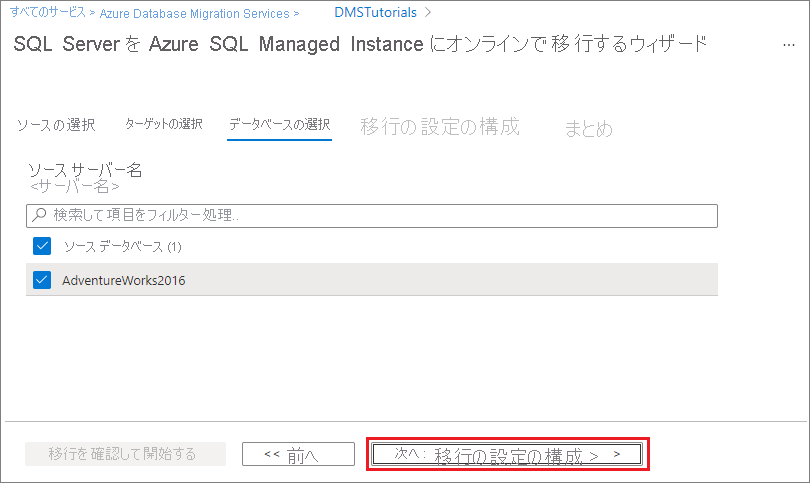 すべてのサービス > Azure Database Migration Services > DMSTutorials >
SQL Server を Azure SQL Managed Instance にオンラインで移行するウィザード ...
ソースの選択 ターゲットの選択 データベースの選択 移行の設定の構成 まとめ
ソース サーバー名
<サーバー名>
検索して項目をフィルター処理..
ソース データベース (1)
AdventureWorks2016
移行を確認して開始する << 前へ 次へ: 移行の設定の構成 > >